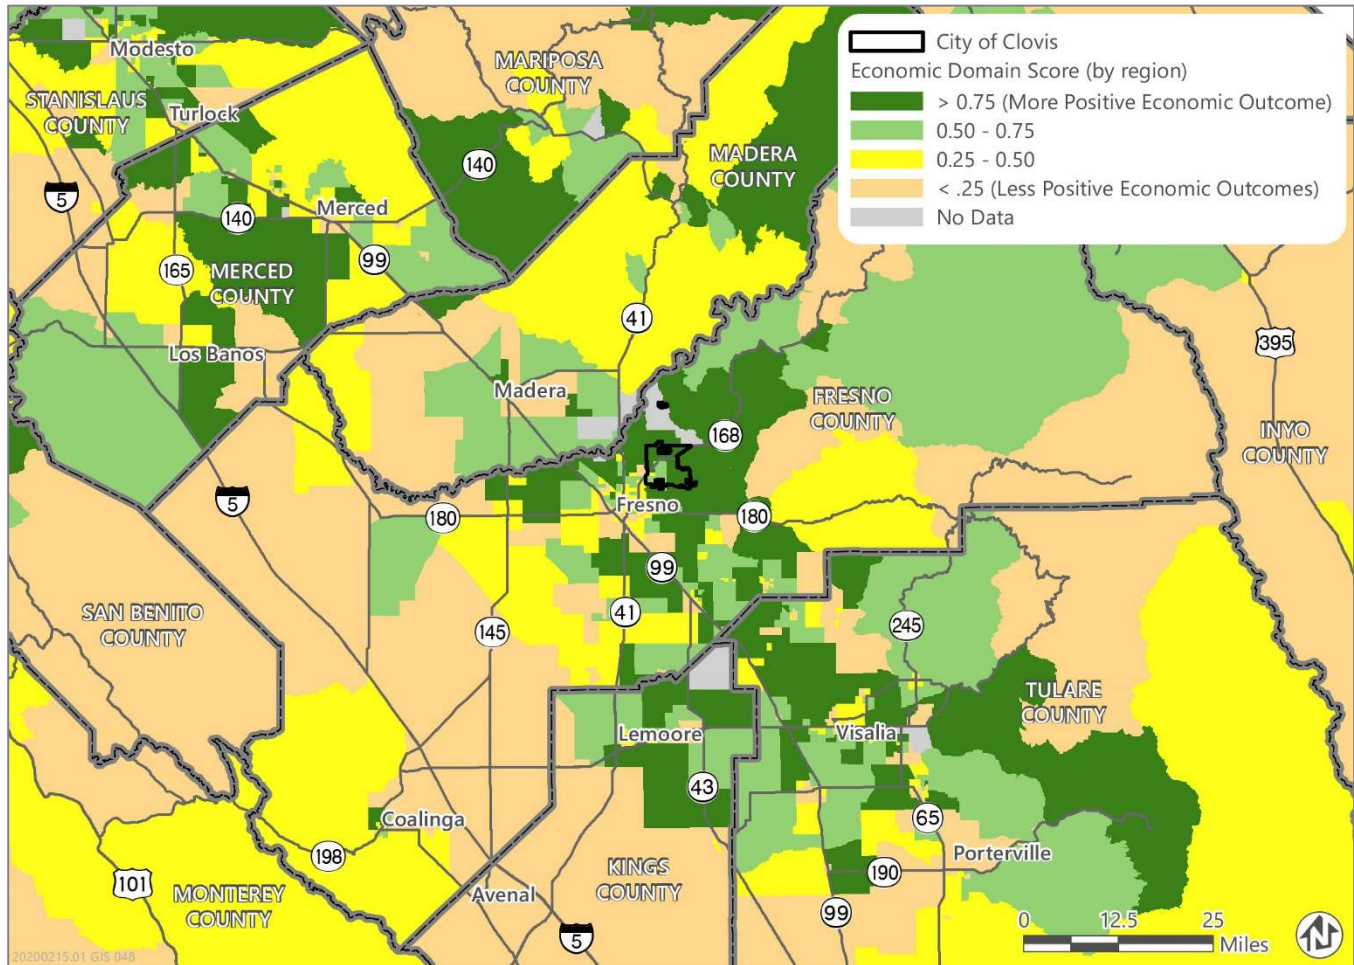 City of Clovis
Economic Domain Score (by region)
> 0.75 (More Positive Economic Outcome)
0.50 - 0.75
0.25 - 0.50
< .25 (Less Positive Economic Outcomes)
No Data
Modesto
MARIPOSA
COUNTY
STANISLAUS
COUNTY
Turlock
140
MADERA
COUNTY
5
140
Merced
99
165
MERCED
COUNTY
41
395
Los Banos
Madera
FRESNO
COUNTY
168
INYO
COUNTY
5
180
Fresno
180
99
SAN BENITO
COUNTY
145
41
245
TULARE
COUNTY
Lemoore
Visalia
43
65
Coalinga
198
Porterville
101
MONTEREY
COUNTY
Avenal
KINGS
COUNTY
190
99
5
0 12.5 25
Miles
N
20200215.01 GIS 048